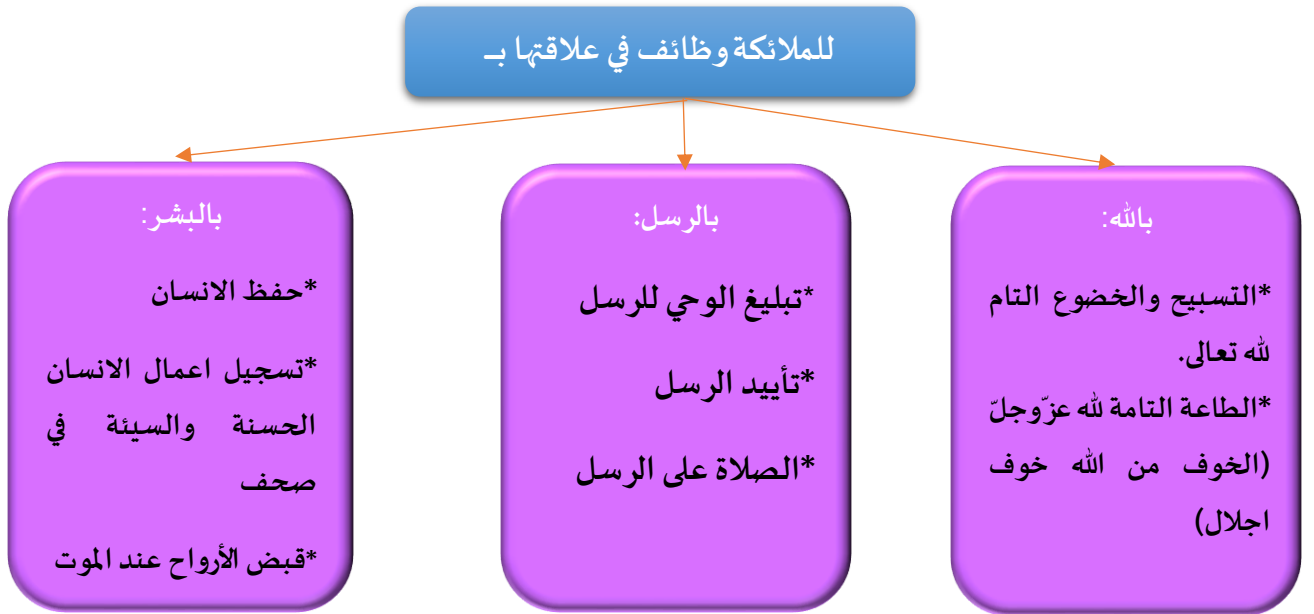 للملائكة وظائف في علاقتها بـ
بالله:
*التسبيح والخضوع التام
لله تعالى.
*الطاعة التامة لله عزّوجلّ
(الخوف من الله خوف
اجلال)
بالرسل:
*تبليغ الوحي للرسل
*تأييد الرسل
*الصلاة على الرسل
بالبشر:
*حفظ الانسان
*تسجيل اعمال الانسان
الحسنة والسيئة في
صحف
*قبض الأرواح عند الموت